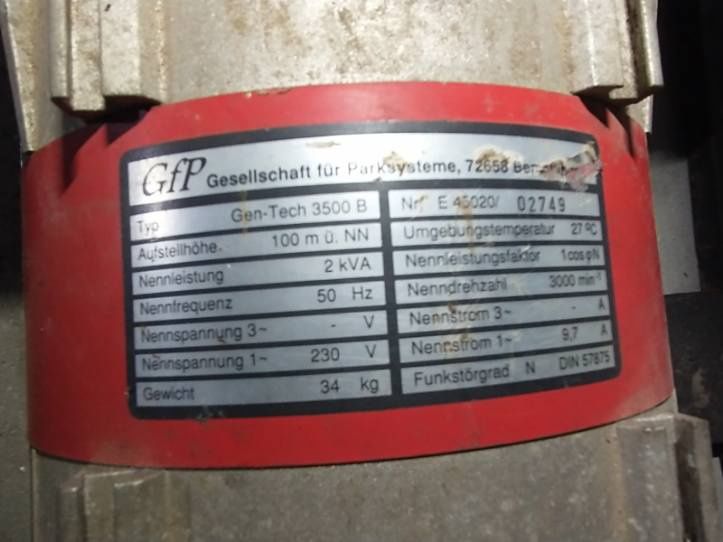 GfP Gesellschaft für Parksysteme, 72658
Typ Gen-Tech 3500 B
Aufstellhöhe. 100 m ü. NN
Nennleistung 2 kVA
Nennfrequenz 50 Hz
Nennspannung 3~ - V
Nennspannung 1~ 230 V
Gewicht 34 kg
Nr. E 45020/ 02749
Umgebungstemperatur 27 °C
Nennleistungsfaktor 1 cos φN
Nenndrehzahl 3000 min⁻¹
Nennstrom 3~ - A
Nennstrom 1~ 9,7 A
Funkstörgrad N DIN 57875